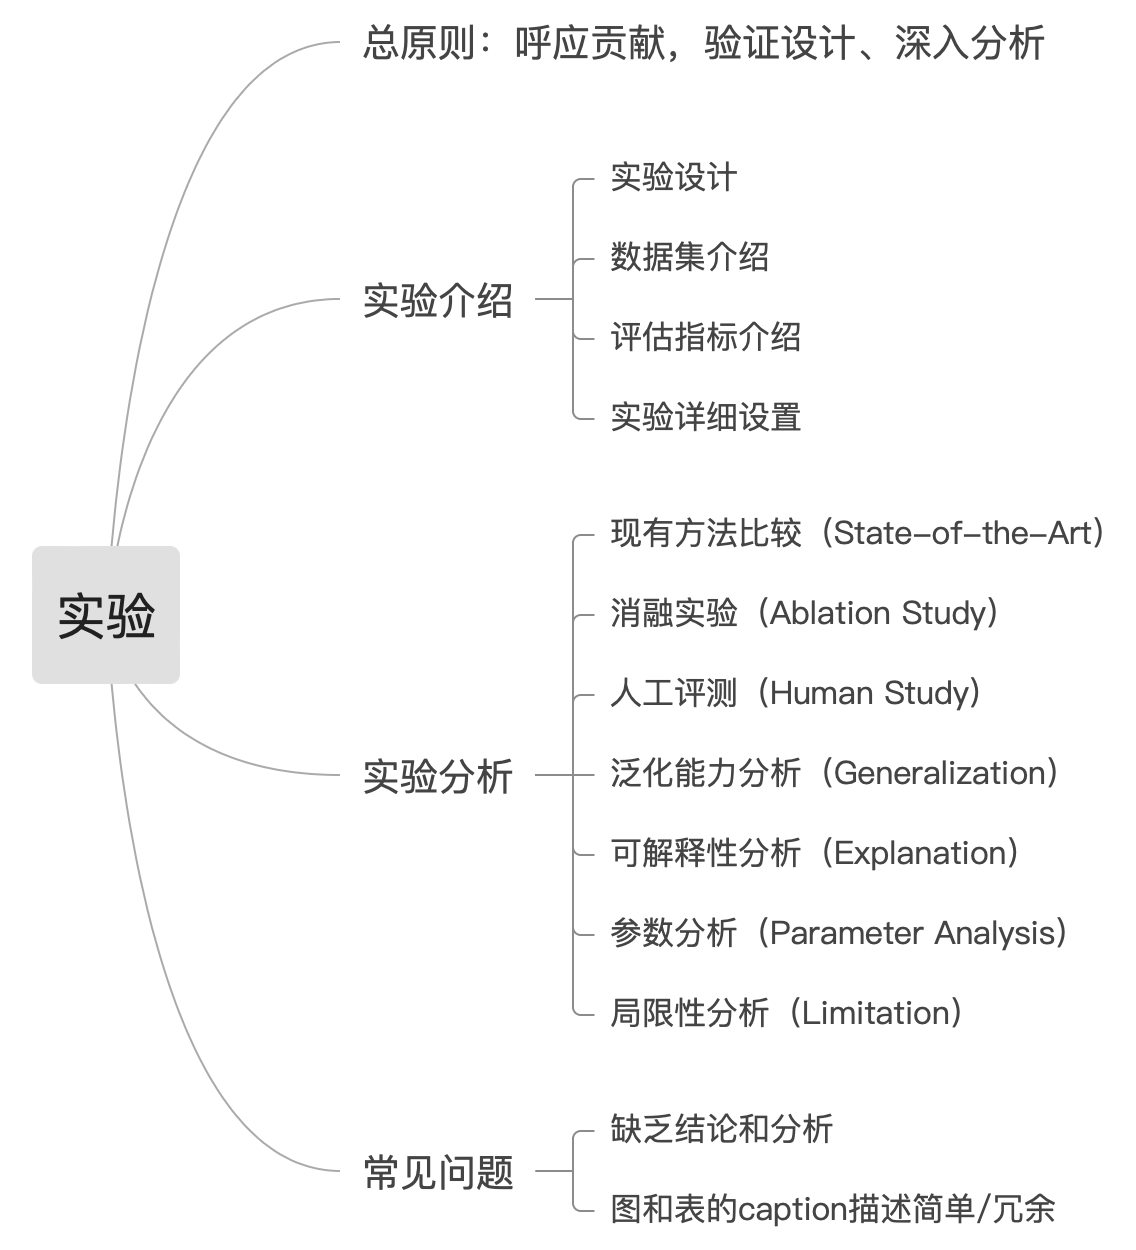 总原则：呼应贡献，验证设计、深入分析
实验介绍
实验设计
数据集介绍
评估指标介绍
实验详细设置
实验
实验分析
现有方法比较（State-of-the-Art）
消融实验（Ablation Study）
人工评测（Human Study）
泛化能力分析（Generalization）
可解释性分析（Explanation）
参数分析（Parameter Analysis）
局限性分析（Limitation）
常见问题
缺乏结论和分析
图和表的caption描述简单/冗余